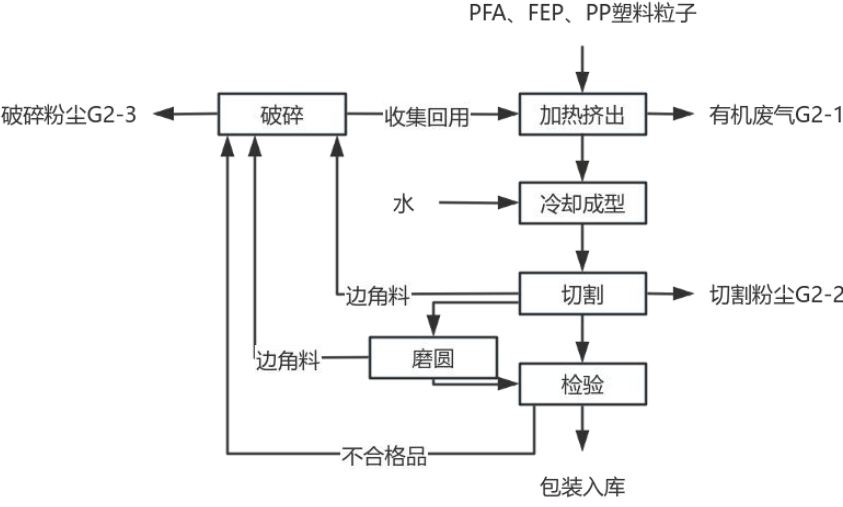 PFA、FEP、PP塑料粒子
破碎粉尘G2-3
破碎
收集回用
加热挤出
有机废气G2-1
水
冷却成型
边角料
切割
切割粉尘G2-2
边角料
磨圆
检验
不合格品
包装入库